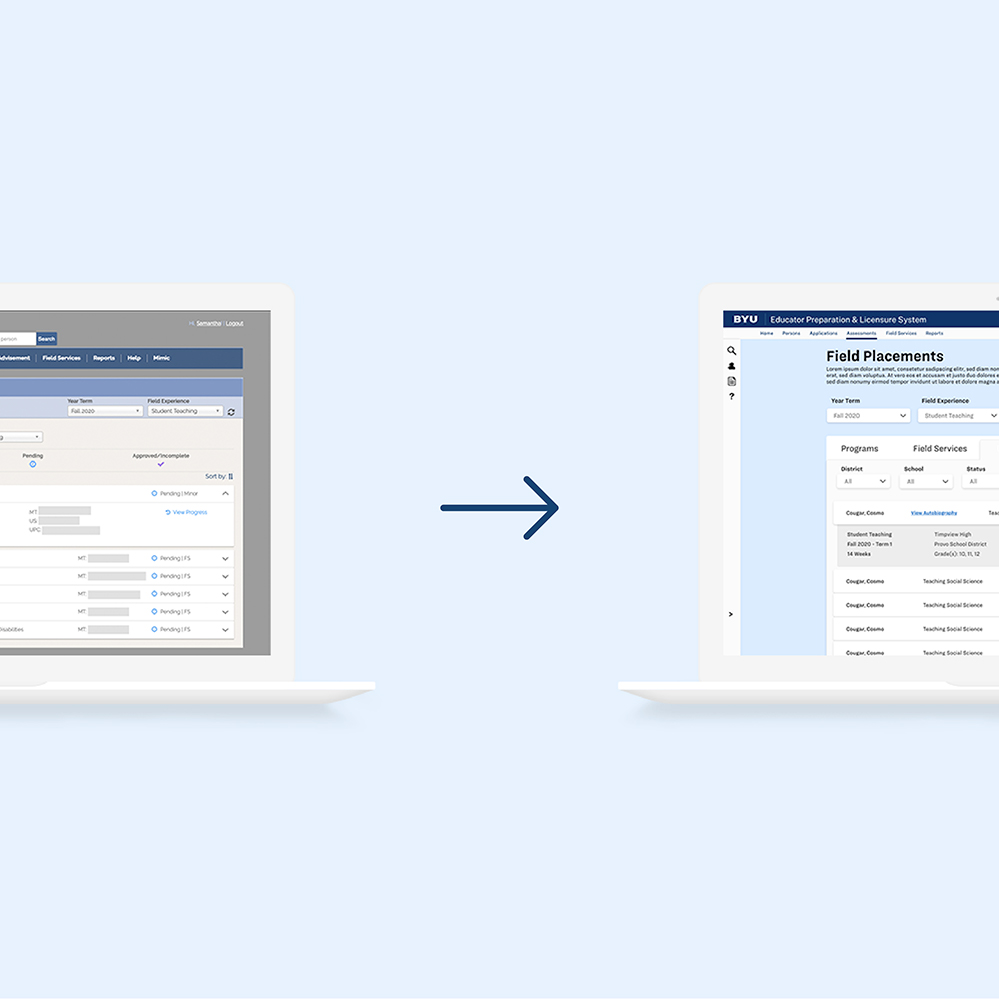 Samantha | Logout
person
Search
Advisement | Field Services | Reports | Help | Mimic
Year Term
Field Experience
Fall 2020
Student Teaching
Pending
Approved/Incomplete
Sort by:
Pending | Minor
MT:
US:
UPC:
View Progress
MT:
Pending | FS
MT:
Pending | FS
MT:
Pending | FS
MT:
Pending | FS
Disabilities
MT:
Pending | FS
BYU
Educator Preparation & Licensure System
Home Persons Applications Assessments Field Services Reports
Field Placements
Lorem ipsum dolor sit amet, consetetur sadipscing elitr, sed diam non
erat, sed diam voluptua. At vero eos et accusam et justo duo dolores e
sed diam nonumy eirmod tempor invidunt ut labore et dolore magna a
Year Term
Field Experience
Fall 2020
Student Teaching
Programs
Field Services
District
School
Status
All
All
All
Cougar, Cosmo
View Autobiography
Teac
Student Teaching
Timpview High
Fall 2020 - Term 1
Provo School District
14 Weeks
Grade(s): 10, 11, 12
Cougar, Cosmo
Teaching Social Science
Cougar, Cosmo
Teaching Social Science
Cougar, Cosmo
Teaching Social Science
Cougar, Cosmo
Teaching Social Science